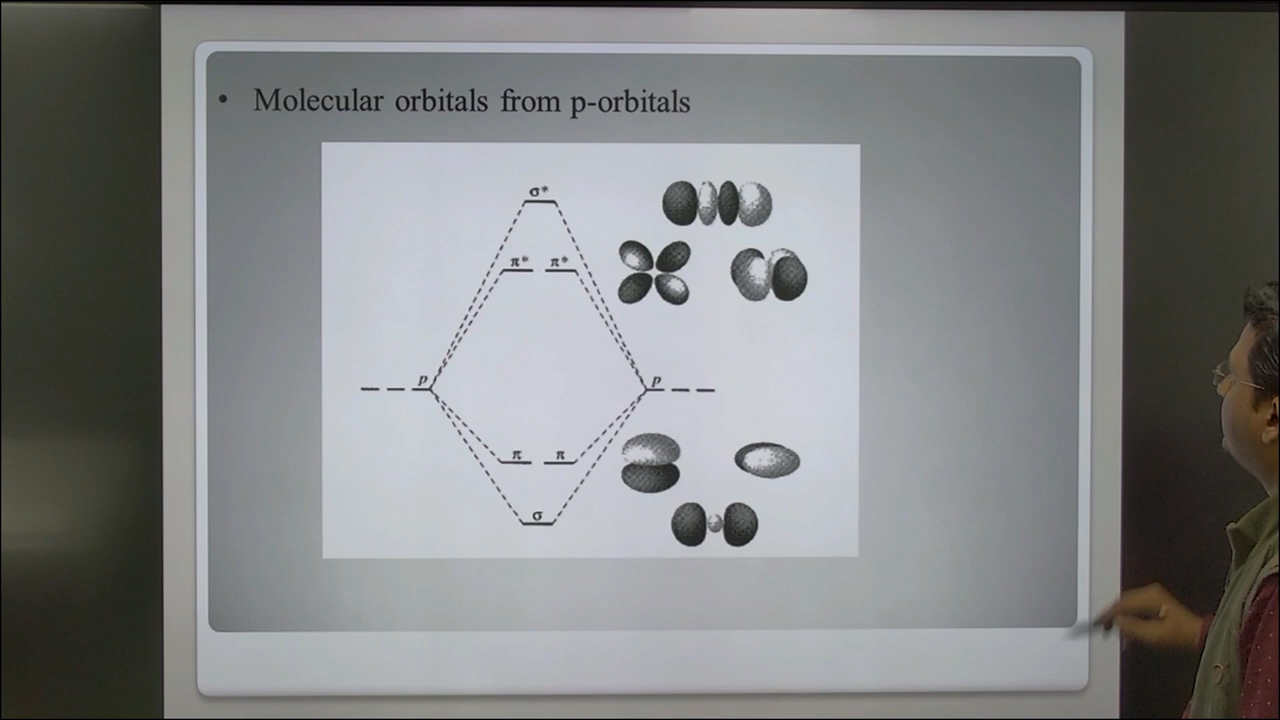 • Molecular orbitals from p-orbitals
σ*
π* π*
p p
π π
σ